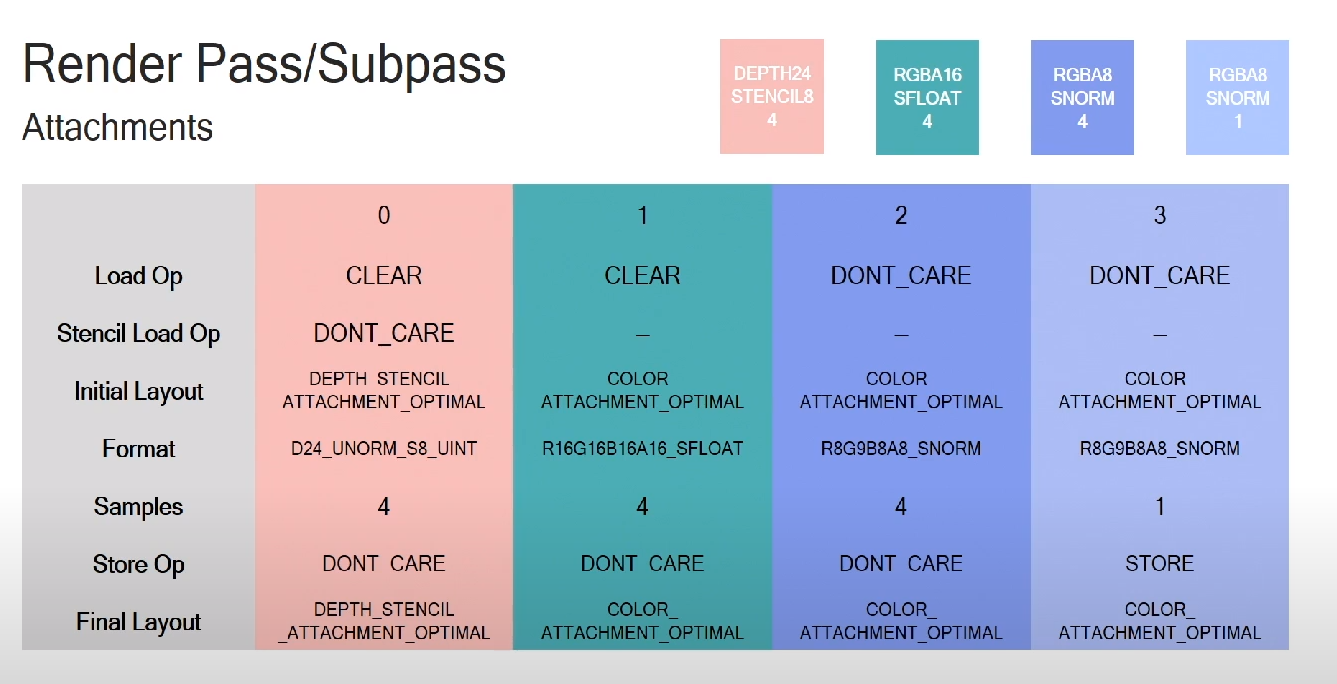 Render Pass/Subpass
Attachments
DEPTH24
STENCIL8
4
RGBA16
SFLOAT
4
RGBA8
SNORM
4
RGBA8
SNORM
1
0 1 2 3
Load Op CLEAR CLEAR DONT_CARE DONT_CARE
Stencil Load Op DONT_CARE – – –
Initial Layout
DEPTH_STENCIL
ATTACHMENT_OPTIMAL
COLOR
ATTACHMENT_OPTIMAL
COLOR
ATTACHMENT_OPTIMAL
COLOR
ATTACHMENT_OPTIMAL
Format D24_UNORM_S8_UINT R16G16B16A16_SFLOAT R8G9B8A8_SNORM R8G9B8A8_SNORM
Samples 4 4 4 1
Store Op DONT_CARE DONT_CARE DONT_CARE STORE
Final Layout
DEPTH_STENCIL
_ATTACHMENT_OPTIMAL
COLOR_
ATTACHMENT_OPTIMAL
COLOR_
ATTACHMENT_OPTIMAL
COLOR_
ATTACHMENT_OPTIMAL